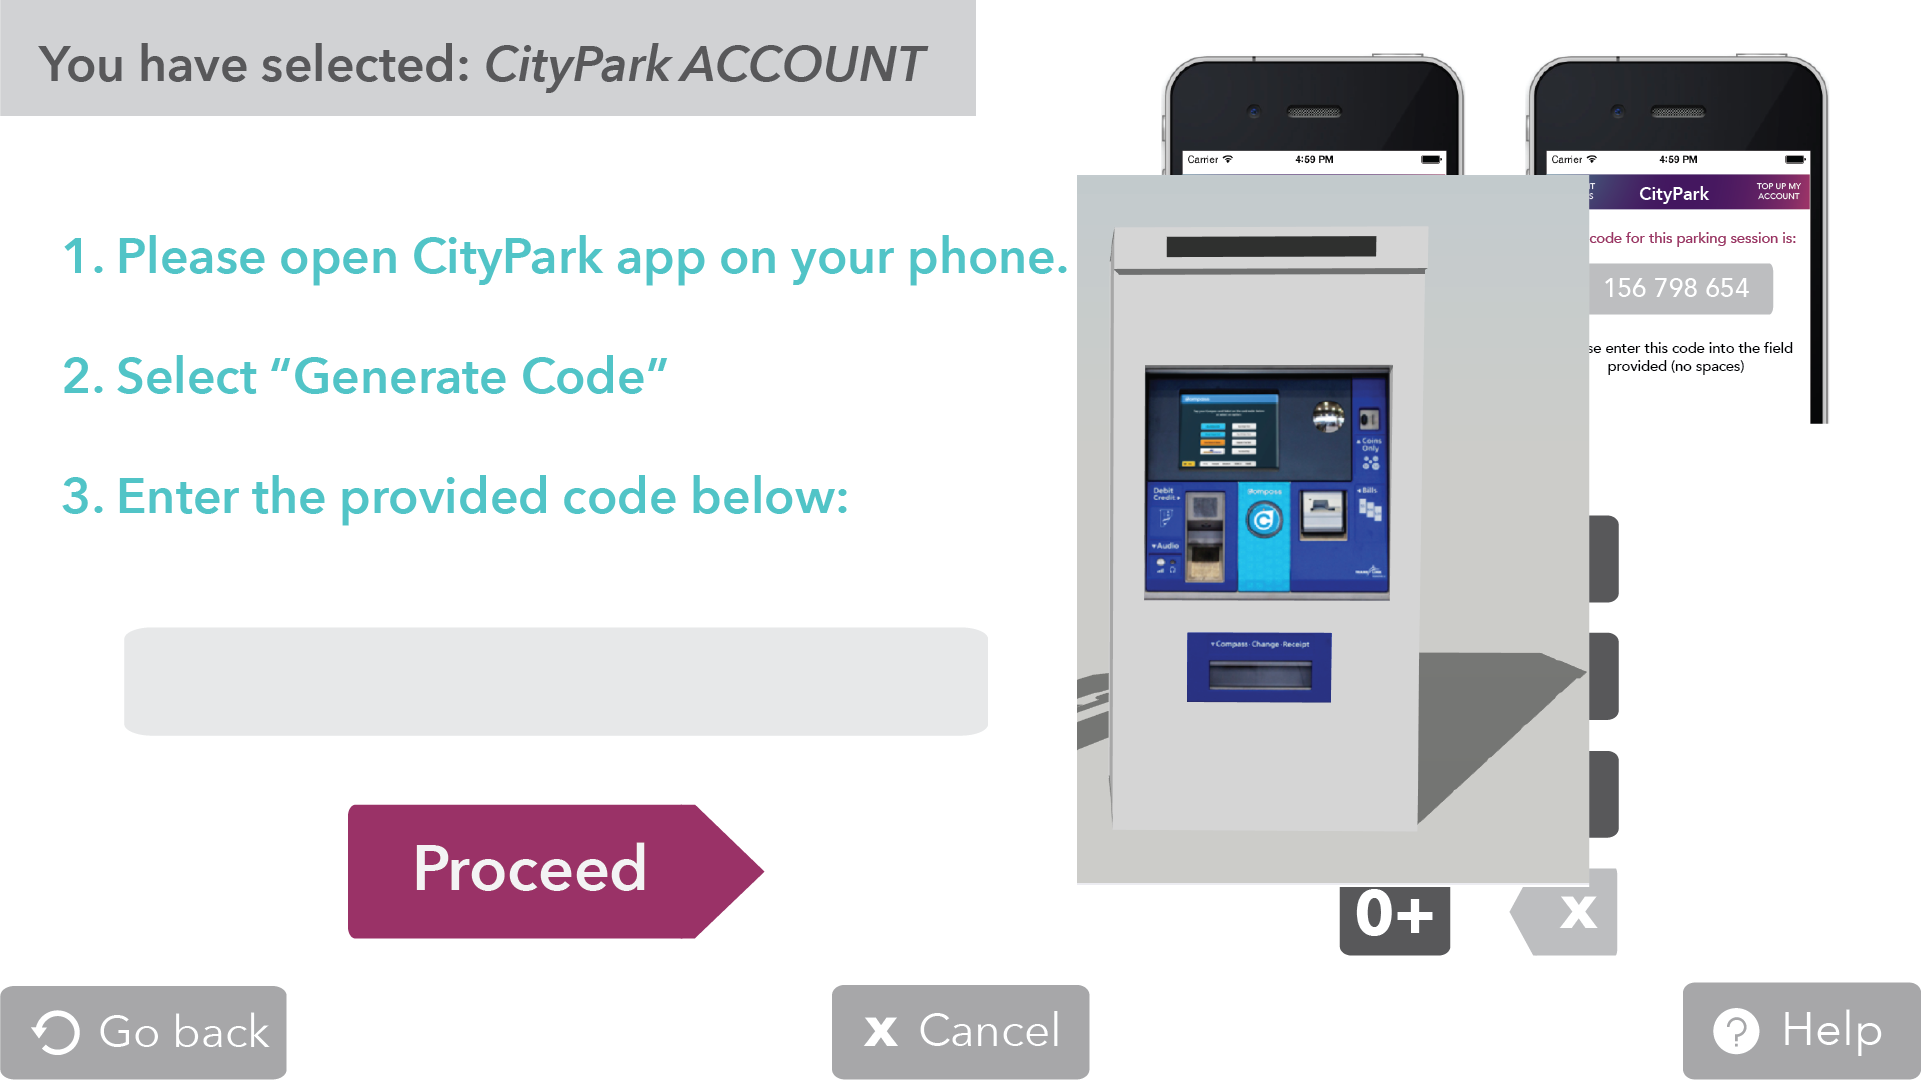 You have selected: CityPark ACCOUNT
1. Please open CityPark app on your phone.
2. Select “Generate Code”
3. Enter the provided code below:
Proceed
Carrier 4:59 PM
Carrier 4:59 PM
CityPark
TOP UP MY
ACCOUNT
code for this parking session is:
156 798 654
se enter this code into the field
provided (no spaces)
Coins
Only
Debit
Credit
ompass
Bills
Audio
Compass · Change · Receipt
0+
x
Go back
x Cancel
? Help